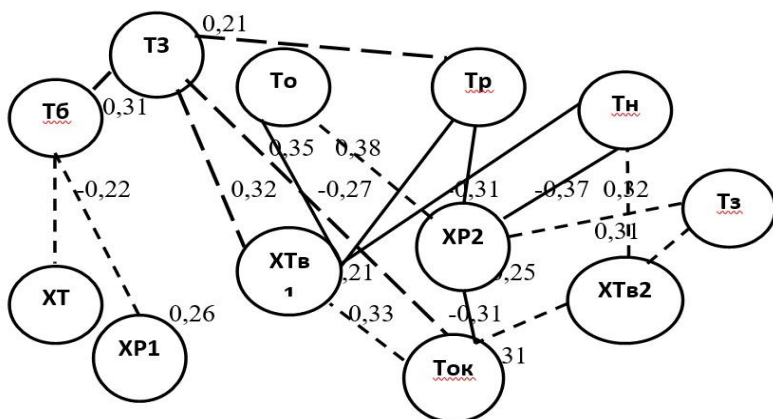 0,21
ТЗ
То
Тр
Тн
Тб
0,31
0,35
0,38
-0,22
0,32
-0,27
-0,31
-0,37
0,32
Тз
ХТв
1
,21
ХР2
0,31
,25
ХТв2
ХТ
0,26
ХР1
0,33
-0,31
31
Ток